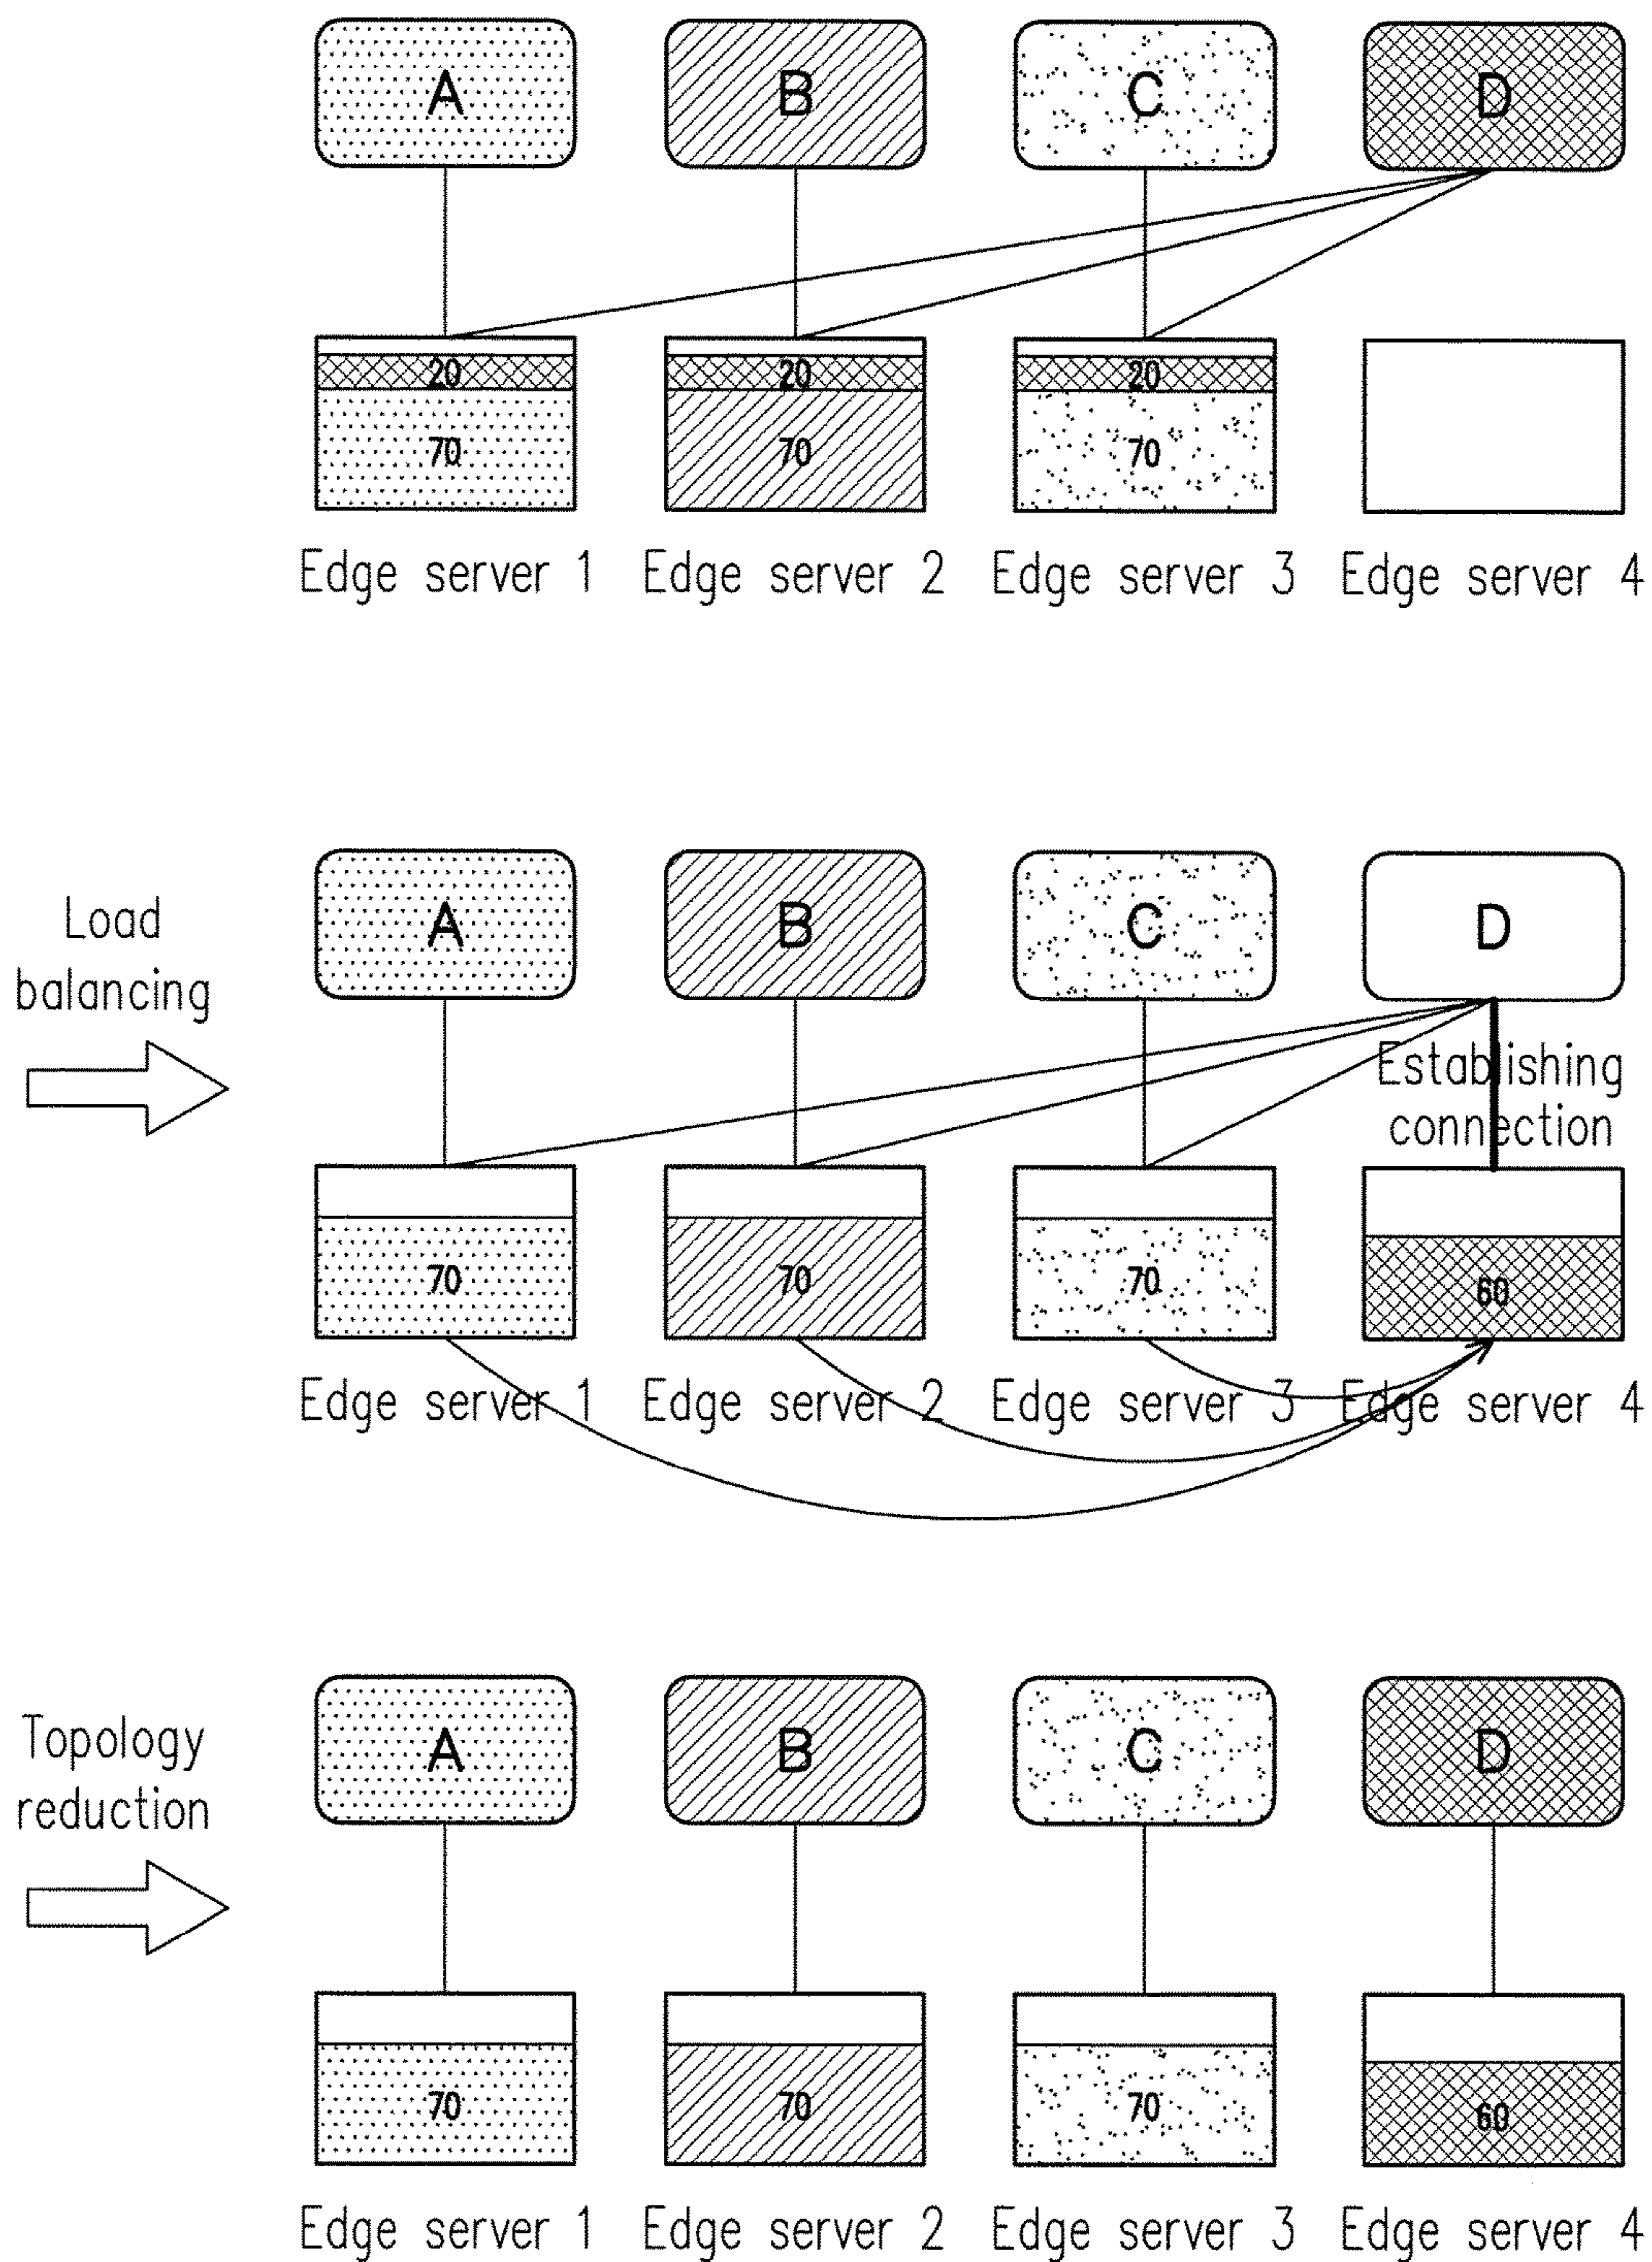 A B C D
20 20 20
70 70 70
Edge server 1 Edge server 2 Edge server 3 Edge server 4
Load
balancing
A B C D
Establishing
connection
70 70 70 60
Edge server 1 Edge server 2 Edge server 3 Edge server 4
Topology
reduction
A B C D
70 70 70 60
Edge server 1 Edge server 2 Edge server 3 Edge server 4